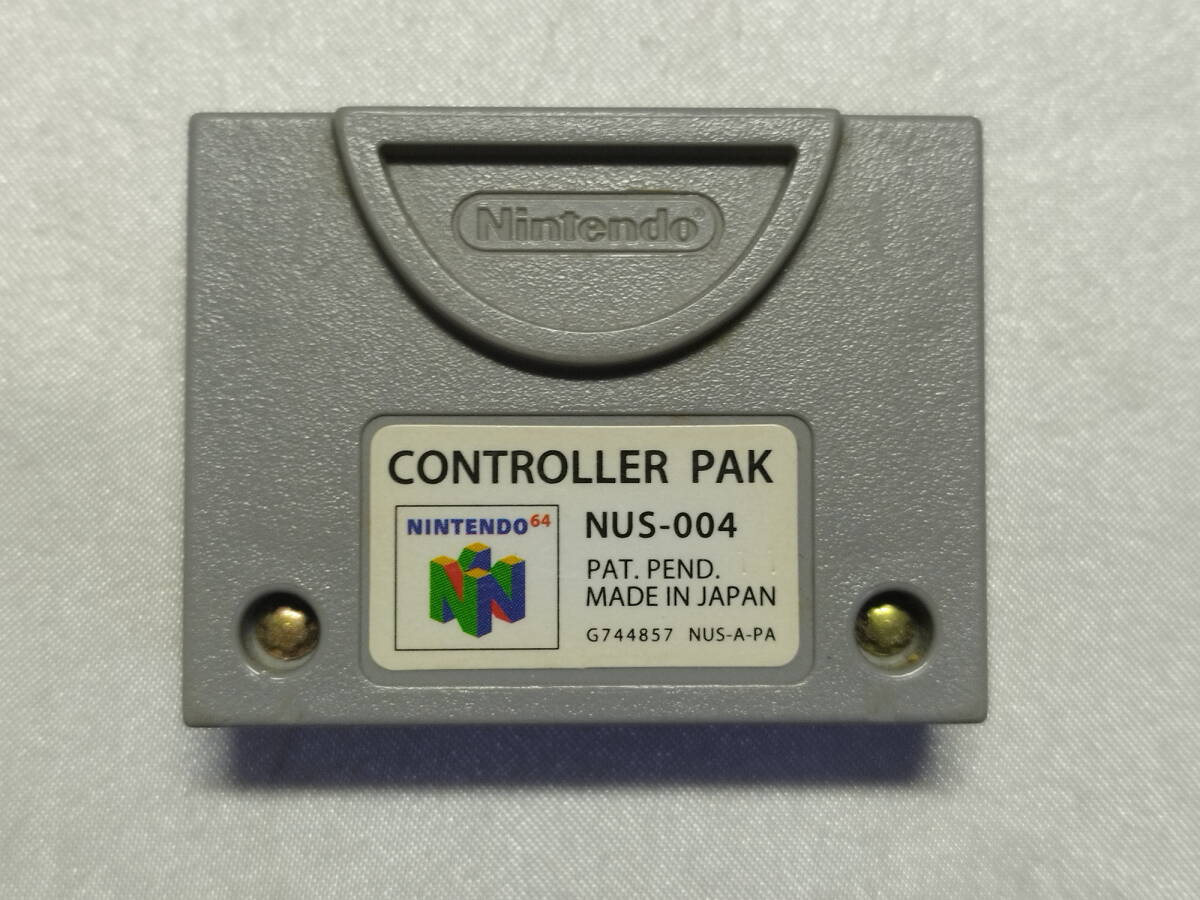 Nintendo®
CONTROLLER PAK
NINTENDO64
NUS-004
PAT. PEND.
MADE IN JAPAN
G744857 NUS-A-PA